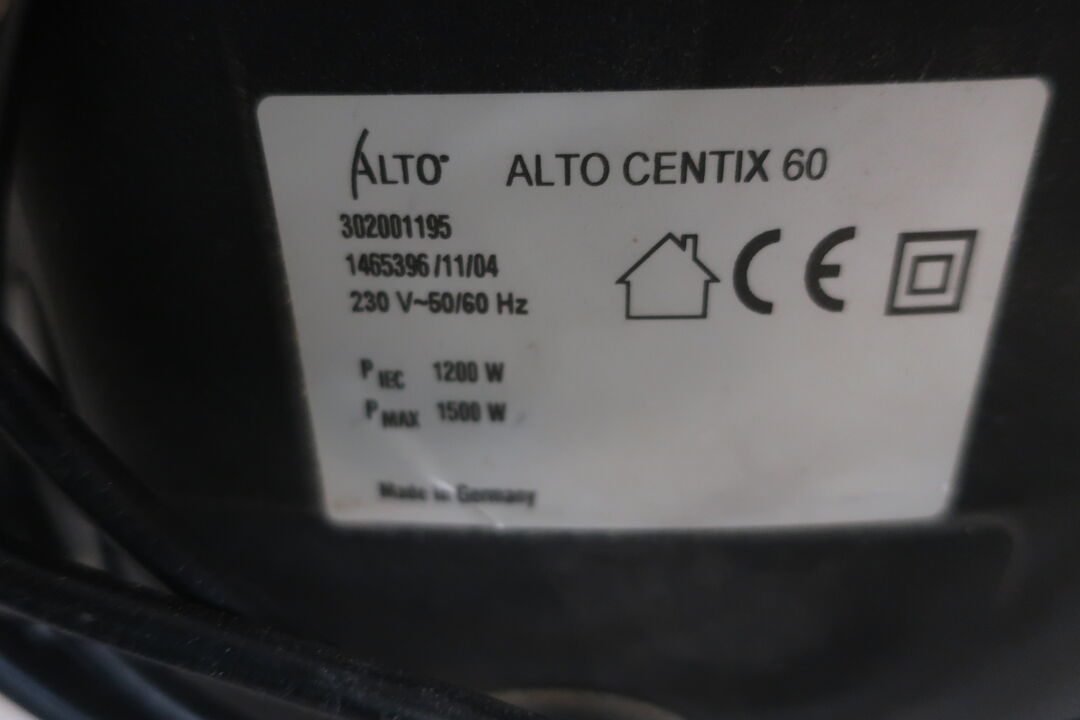 ALTO ALTO CENTIX 60
302001195
1465396/11/04
230 V~50/60 Hz
CE
P IEC 1200 W
P MAX 1500 W
Made in Germany